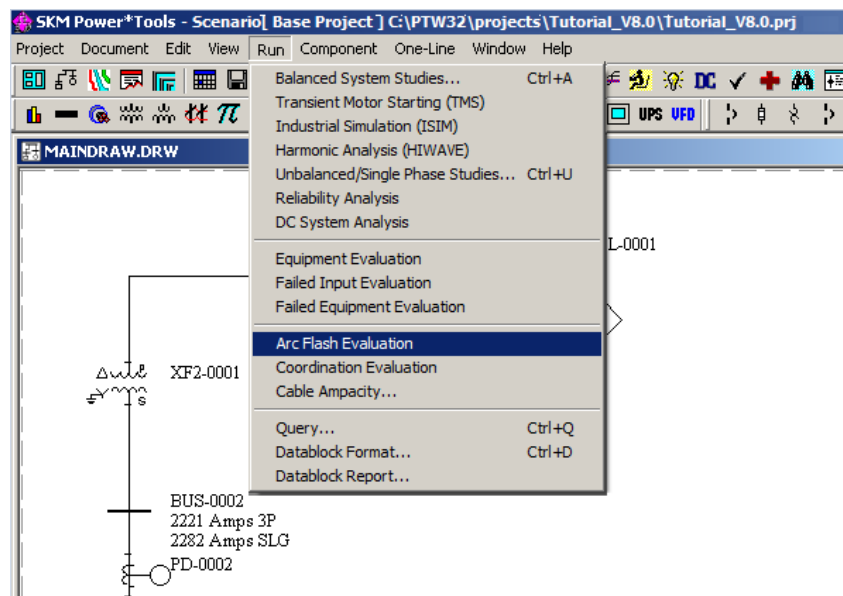 SKM Power*Tools - Scenario[ Base Project ] C:\PTW32\projects\Tutorial_V8.0\Tutorial_V8.0.prj
Project Document Edit View Run Component One-Line Window Help
DC
UPS VFD
MAINDRAW.DRW
Balanced System Studies... Ctrl+A
Transient Motor Starting (TMS)
Industrial Simulation (ISIM)
Harmonic Analysis (HIWAVE)
Unbalanced/Single Phase Studies... Ctrl+U
Reliability Analysis
DC System Analysis
Equipment Evaluation
Failed Input Evaluation
Failed Equipment Evaluation
Arc Flash Evaluation
Coordination Evaluation
Cable Ampacity...
Query... Ctrl+Q
Datablock Format... Ctrl+D
Datablock Report...
L-0001
XF2-0001
S
BUS-0002
2221 Amps 3P
2282 Amps SLG
PD-0002